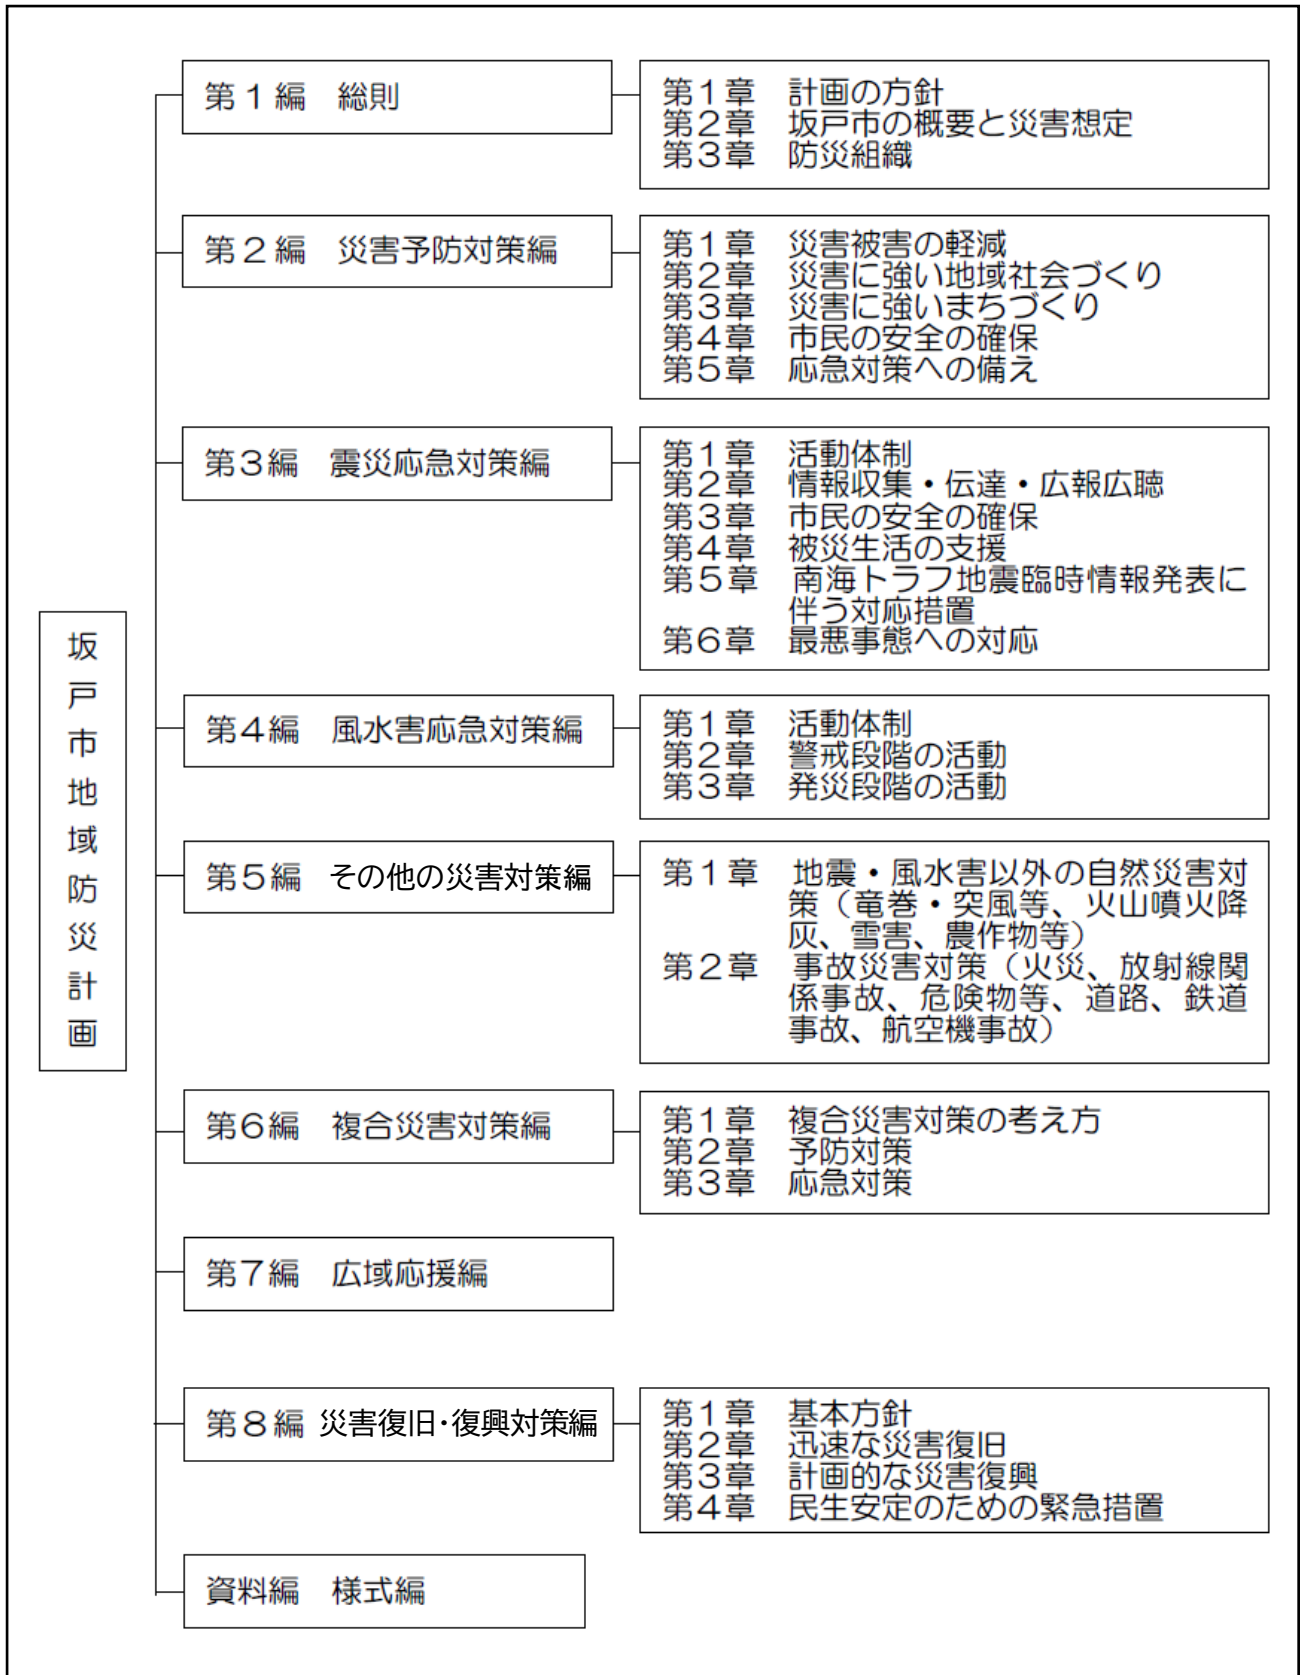 坂戸市地域防災計画
第1編　総則
第1章　計画の方針
第2章　坂戸市の概要と災害想定
第3章　防災組織
第2編　災害予防対策編
第1章　災害被害の軽減
第2章　災害に強い地域社会づくり
第3章　災害に強いまちづくり
第4章　市民の安全の確保
第5章　応急対策への備え
第3編　震災応急対策編
第1章　活動体制
第2章　情報収集・伝達・広報広聴
第3章　市民の安全の確保
第4章　被災生活の支援
第5章　南海トラフ地震臨時情報発表に
伴う対応措置
第6章　最悪事態への対応
第4編　風水害応急対策編
第1章　活動体制
第2章　警戒段階の活動
第3章　発災段階の活動
第5編　その他の災害対策編
第1章　地震・風水害以外の自然災害対
策（竜巻・突風等、火山噴火降
灰、雪害、農作物等）
第2章　事故災害対策（火災、放射線関
係事故、危険物等、道路、鉄道
事故、航空機事故）
第6編　複合災害対策編
第1章　複合災害対策の考え方
第2章　予防対策
第3章　応急対策
第7編　広域応援編
第8編　災害復旧・復興対策編
第1章　基本方針
第2章　迅速な災害復旧
第3章　計画的な災害復興
第4章　民生安定のための緊急措置
資料編　様式編